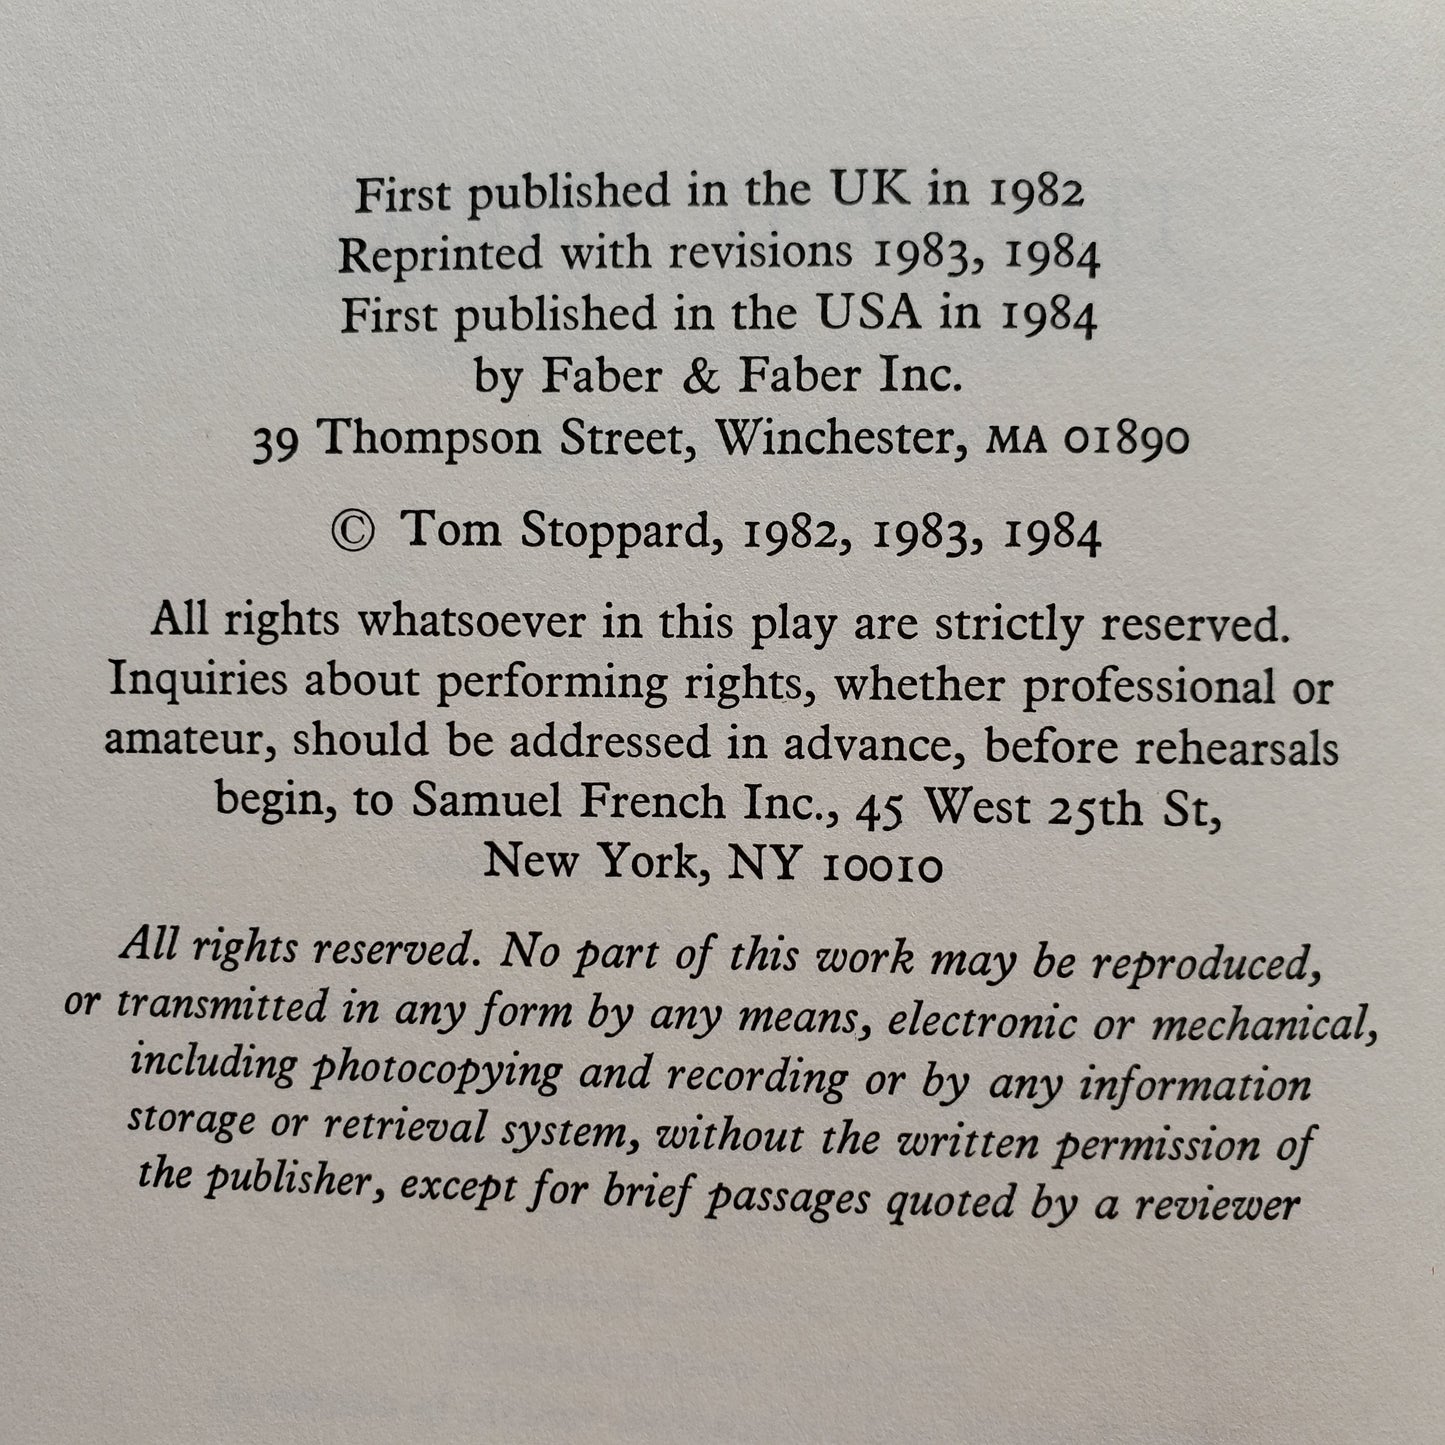 First published in the UK in 1982
Reprinted with revisions 1983, 1984
First published in the USA in 1984
by Faber & Faber Inc.
39 Thompson Street, Winchester, MA 01890
© Tom Stoppard, 1982, 1983, 1984
All rights whatsoever in this play are strictly reserved.
Inquiries about performing rights, whether professional or
amateur, should be addressed in advance, before rehearsals
begin, to Samuel French Inc., 45 West 25th St,
New York, NY 10010
All rights reserved. No part of this work may be reproduced,
or transmitted in any form by any means, electronic or mechanical,
including photocopying and recording or by any information
storage or retrieval system, without the written permission of
the publisher, except for brief passages quoted by a reviewer